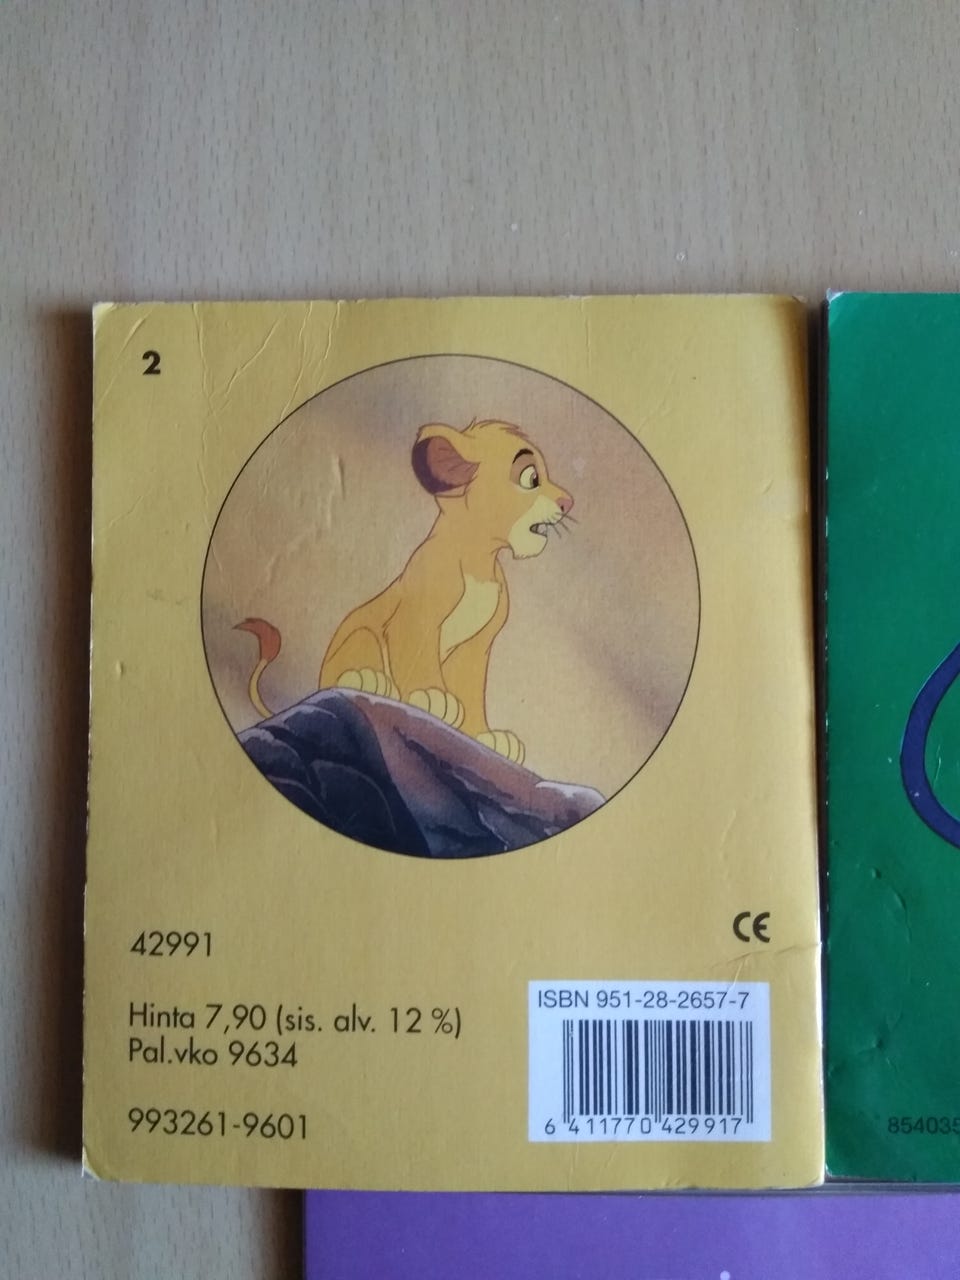 2
42991
CE
Hinta 7,90 (sis. alv. 12 %)
Pal.vko 9634
993261-9601
ISBN 951-28-2657-7
6 411770 429917
854035